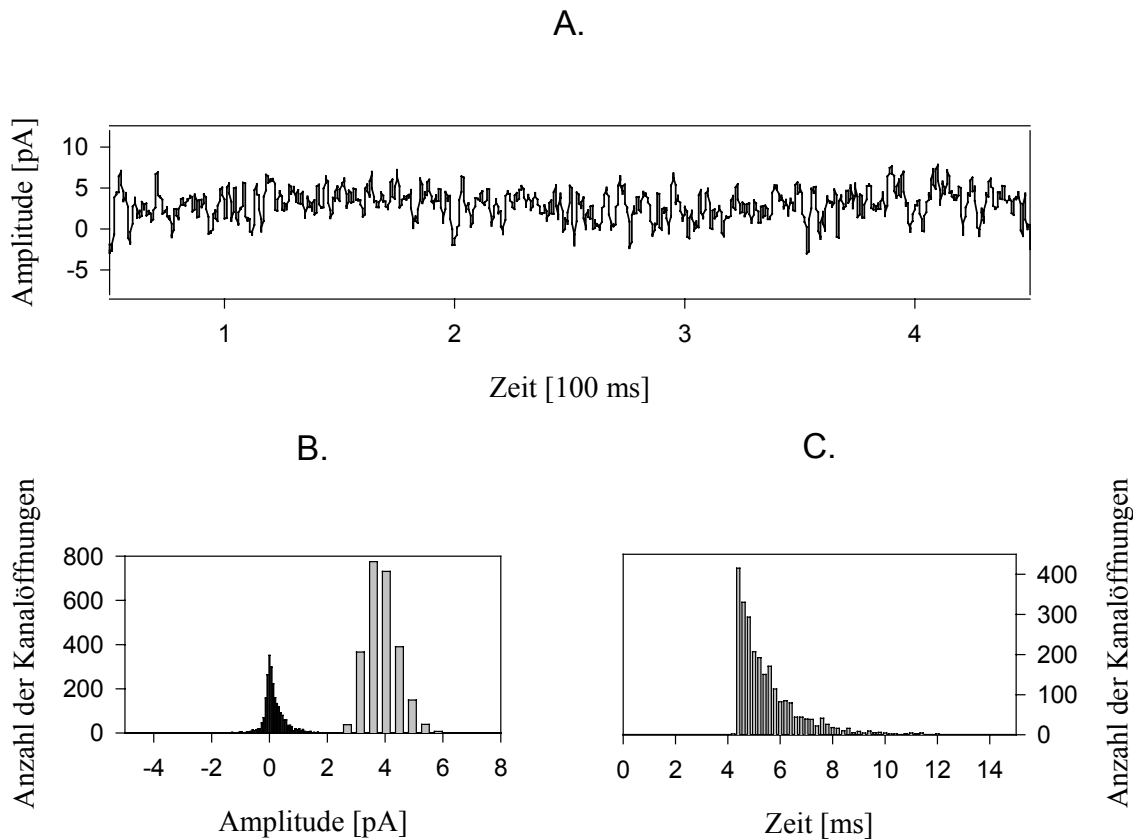 A.
Amplitude [pA]
10
5
0
-5
1 2 3 4
Zeit [100 ms]
B.
Anzahl der Kanalöffnungen
800
600
400
200
0
-4 -2 0 2 4 6 8
Amplitude [pA]
C.
400
300
200
100
0
Anzahl der Kanalöffnungen
0 2 4 6 8 10 12 14
Zeit [ms]